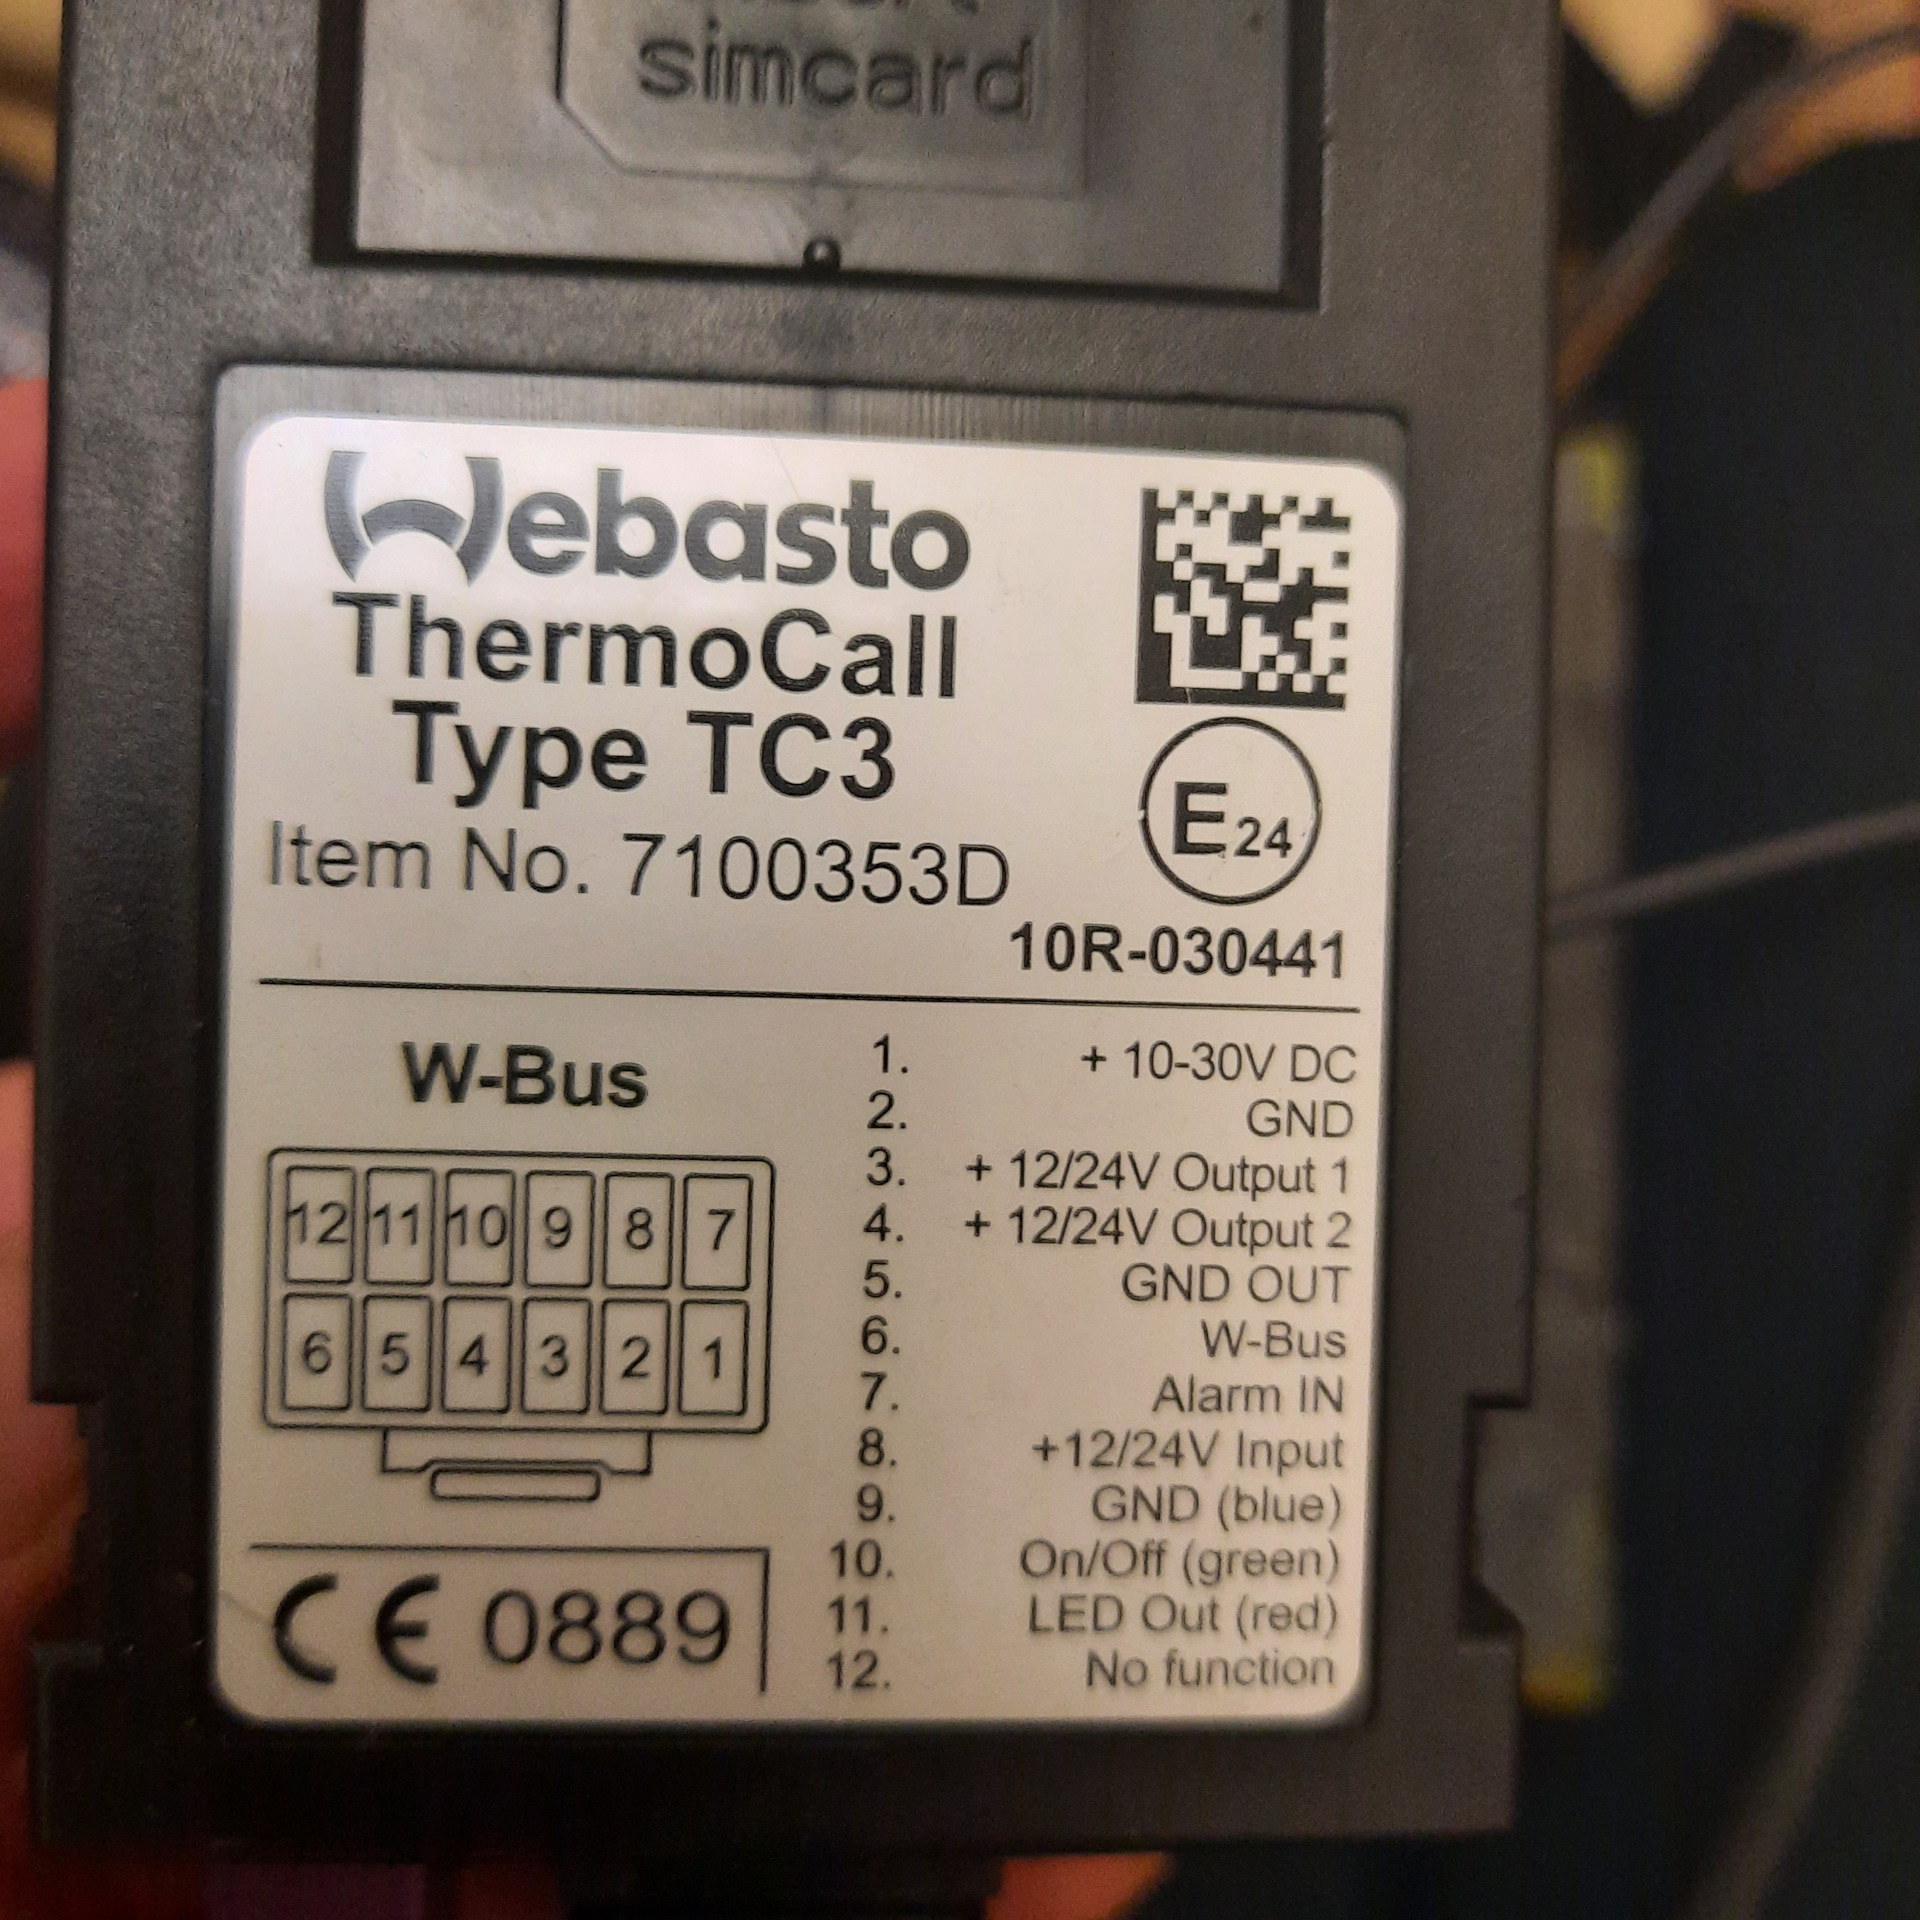 simcard
Webasto
ThermoCall
Type TC3
Item No. 7100353D
E24
10R-030441
W-Bus
12 11 10 9 8 7
6 5 4 3 2 1
1. + 10-30V DC
2. GND
3. + 12/24V Output 1
4. + 12/24V Output 2
5. GND OUT
6. W-Bus
7. Alarm IN
8. +12/24V Input
9. GND (blue)
10. On/Off (green)
11. LED Out (red)
12. No function
CE 0889